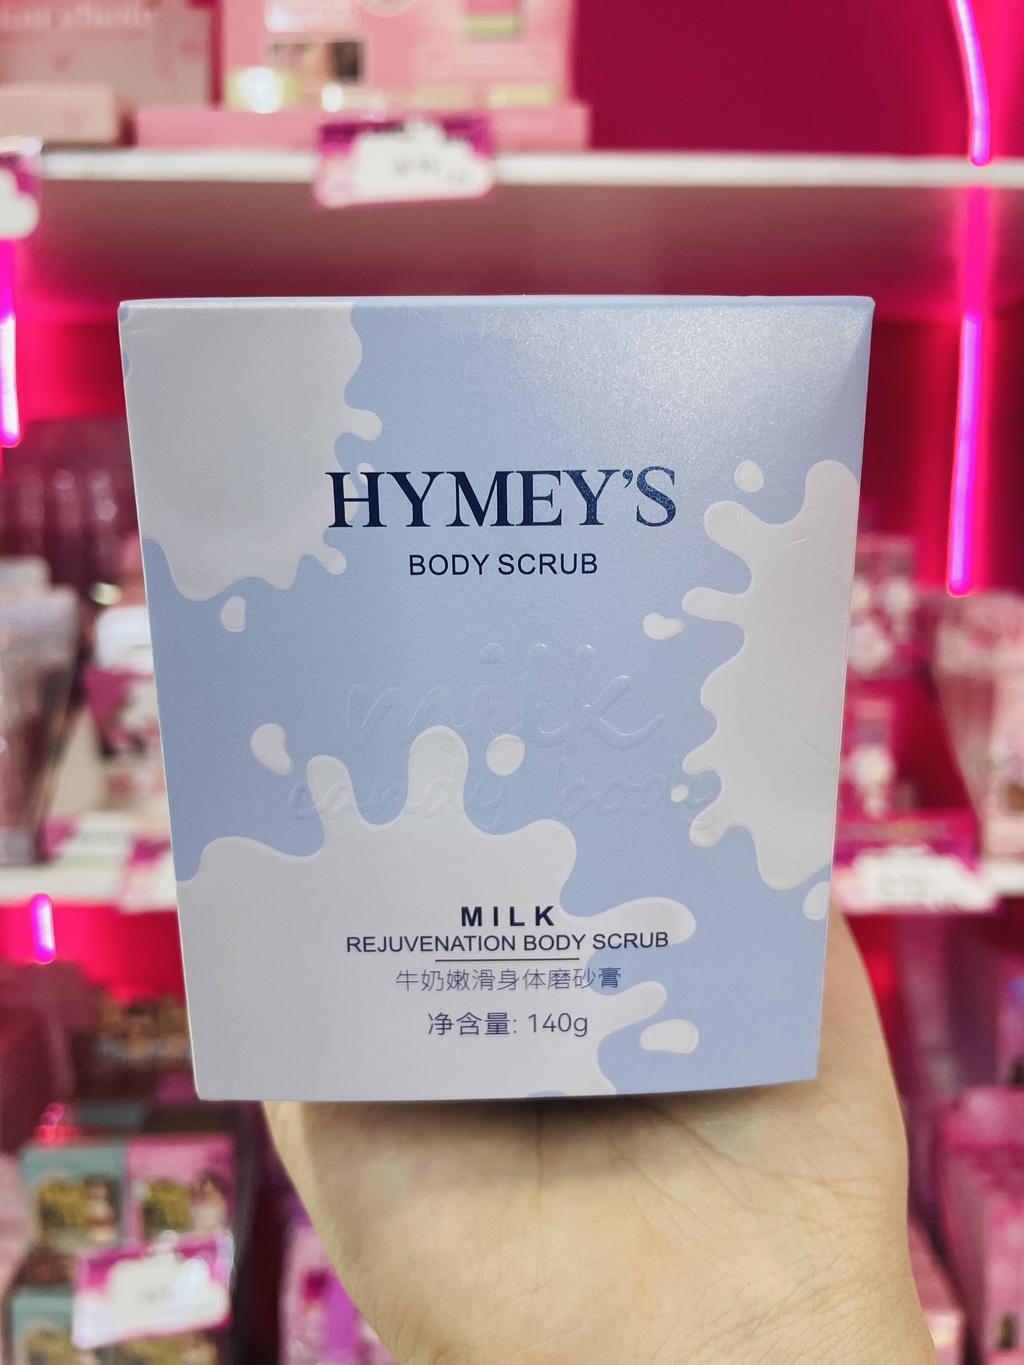 HYMEY'S
BODY SCRUB
milk
candy body
MILK
REJUVENATION BODY SCRUB
牛奶嫩滑身体磨砂膏
净含量: 140g